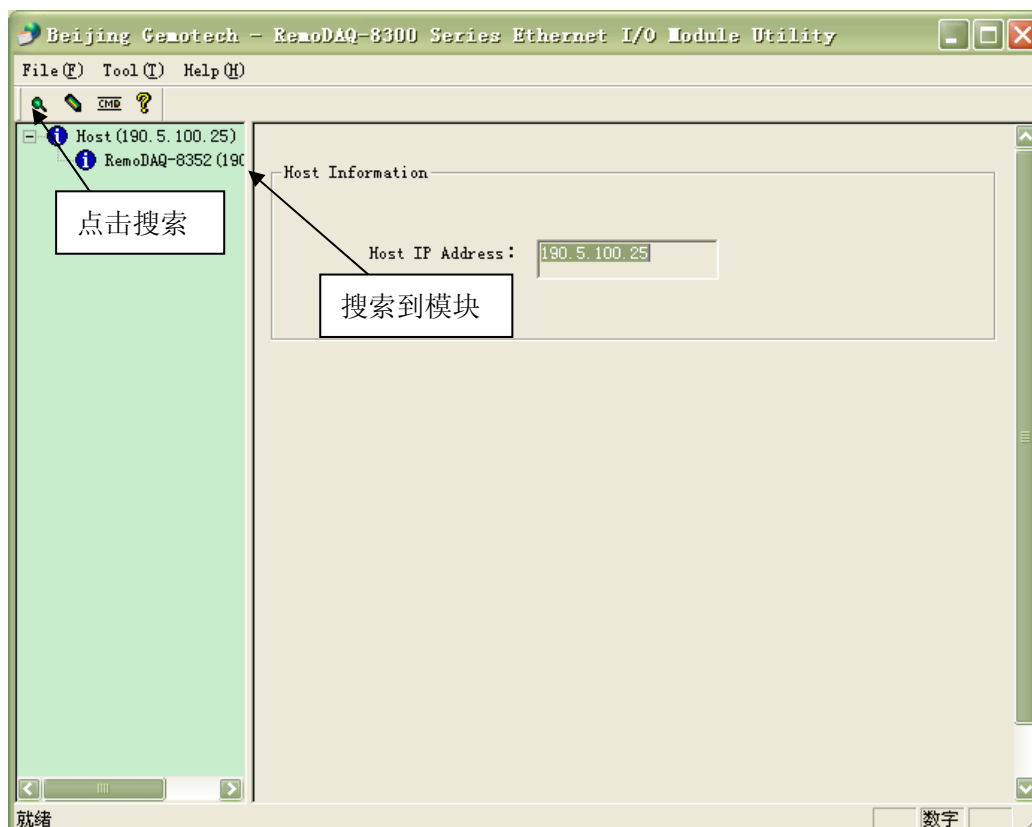 Beijing Gemotech - RemoDAQ-8300 Series Ethernet I/O Module Utility
File(F) Tool(T) Help(H)
CMD
Host(190.5.100.25)
RemoDAQ-8352(190
Host Information
点击搜索
Host IP Address：
190.5.100.25
搜索到模块
就绪
数字